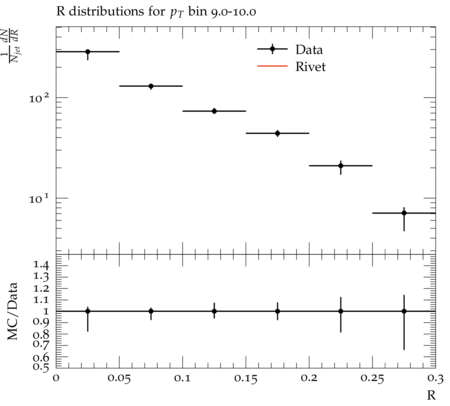 R distributions for p_T bin 9.0-10.0
1/N_jet dN/dR
Data
Rivet
10²
10¹
MC/Data
1.4
1.3
1.2
1.1
1
0.9
0.8
0.7
0.6
0.5
0 0.05 0.1 0.15 0.2 0.25 0.3
R